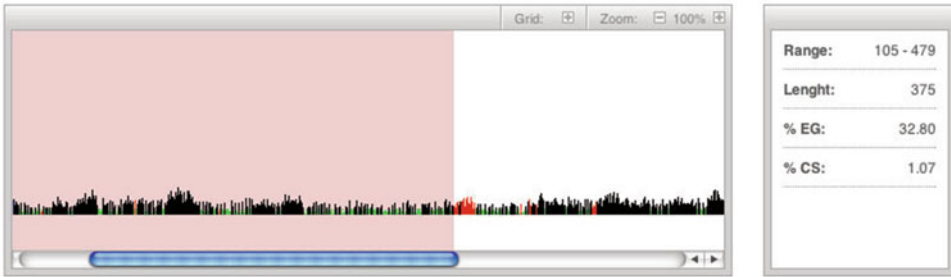 Grid: Zoom: 100%
Range: 105 - 479
Lenght: 375
% EG: 32.80
% CS: 1.07